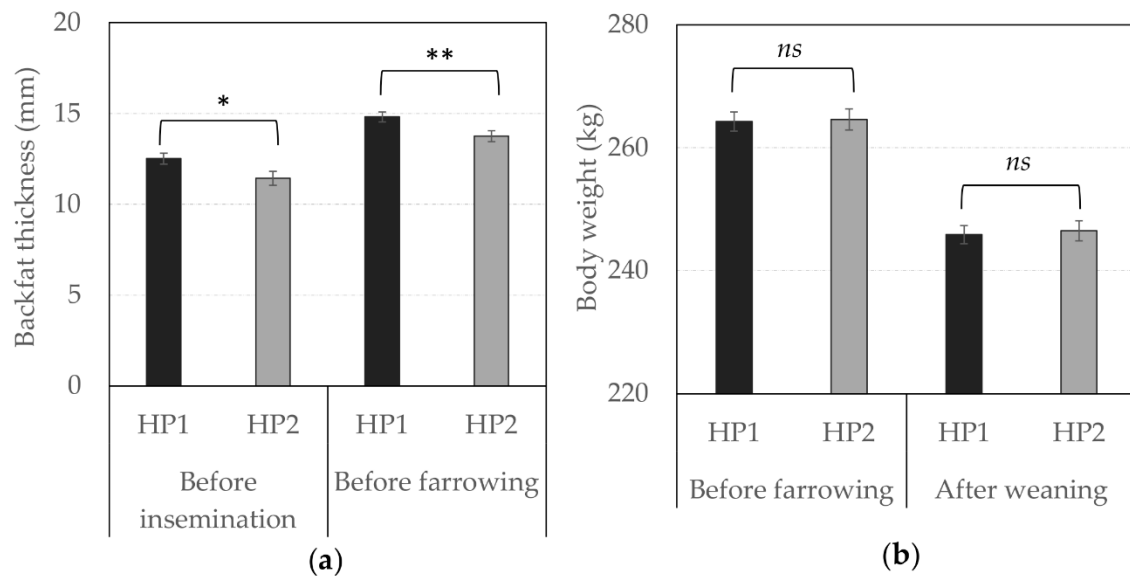 Backfat thickness (mm)
20
15
10
5
0
*
**
HP1 HP2 HP1 HP2
Before
insemination
Before farrowing
(a)
Body weight (kg)
280
260
240
220
ns
ns
HP1 HP2 HP1 HP2
Before farrowing After weaning
(b)